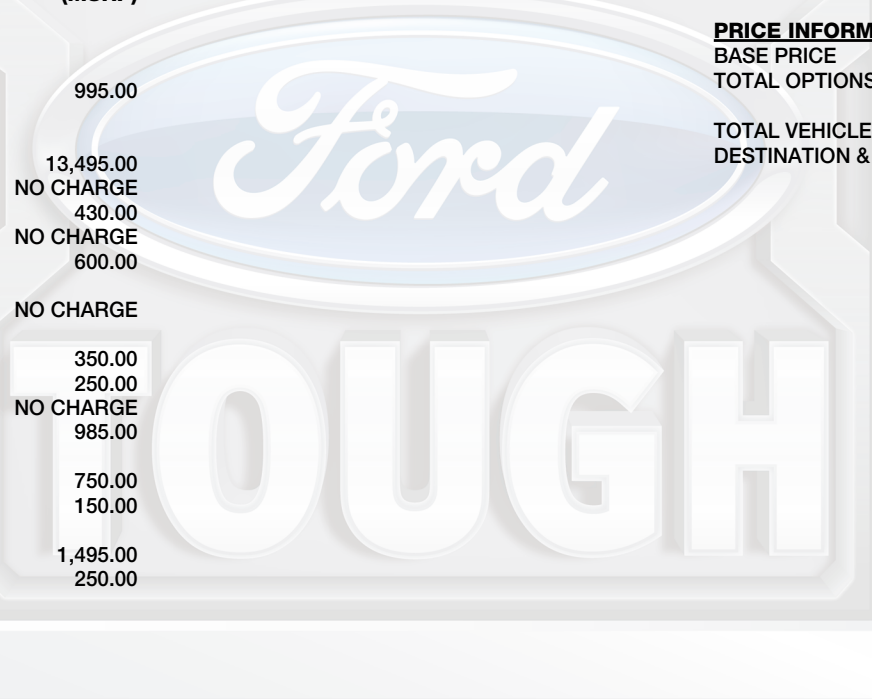 995.00
13,495.00
NO CHARGE
430.00
NO CHARGE
600.00
NO CHARGE
350.00
250.00
NO CHARGE
985.00
750.00
150.00
1,495.00
250.00
PRICE INFORM
BASE PRICE
TOTAL OPTIONS
TOTAL VEHICLE
DESTINATION &
Ford
TOUGH